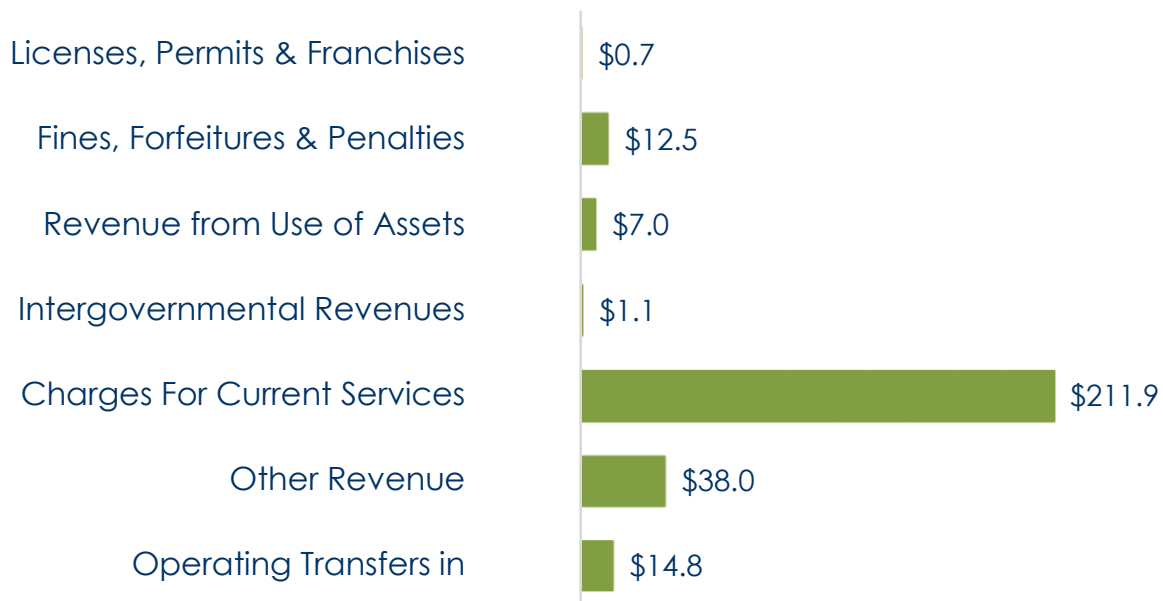 Licenses, Permits & Franchises $0.7
Fines, Forfeitures & Penalties $12.5
Revenue from Use of Assets $7.0
Intergovernmental Revenues $1.1
Charges For Current Services $211.9
Other Revenue $38.0
Operating Transfers in $14.8